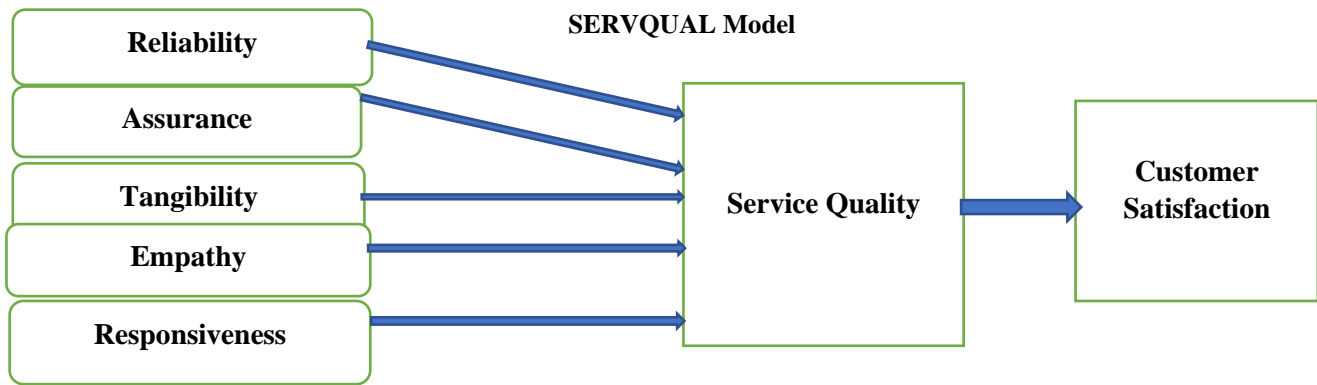 SERVQUAL Model
Reliability
Assurance
Tangibility
Empathy
Responsiveness
Service Quality
Customer
Satisfaction